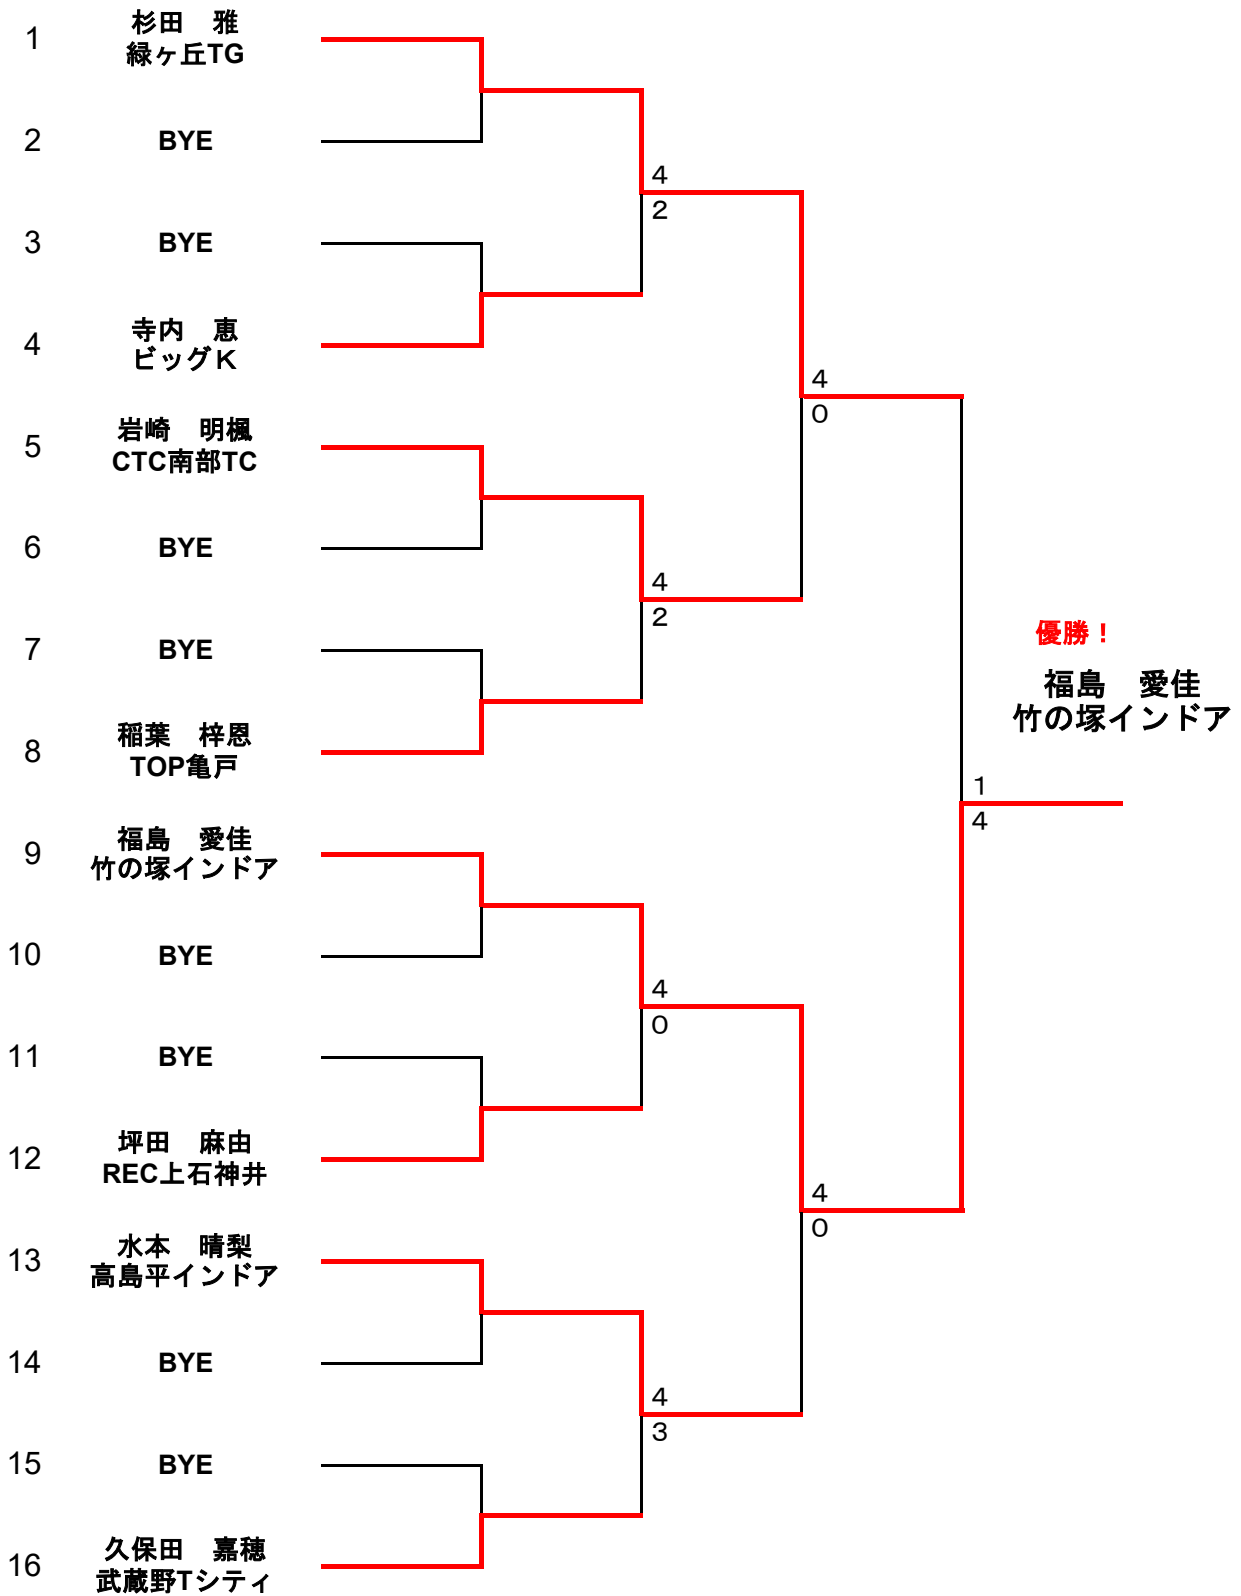 1
杉田　雅
緑ヶ丘TG
2
BYE
4
2
3
BYE
4
寺内　恵
ビッグK
4
0
5
岩崎　明楓
CTC南部TC
6
BYE
4
2
7
BYE
優勝！
福島　愛佳
竹の塚インドア
8
稲葉　梓恩
TOP亀戸
1
4
9
福島　愛佳
竹の塚インドア
10
BYE
4
0
11
BYE
12
坪田　麻由
REC上石神井
4
0
13
水本　晴梨
高島平インドア
14
BYE
4
3
15
BYE
16
久保田　嘉穂
武蔵野Tシティ